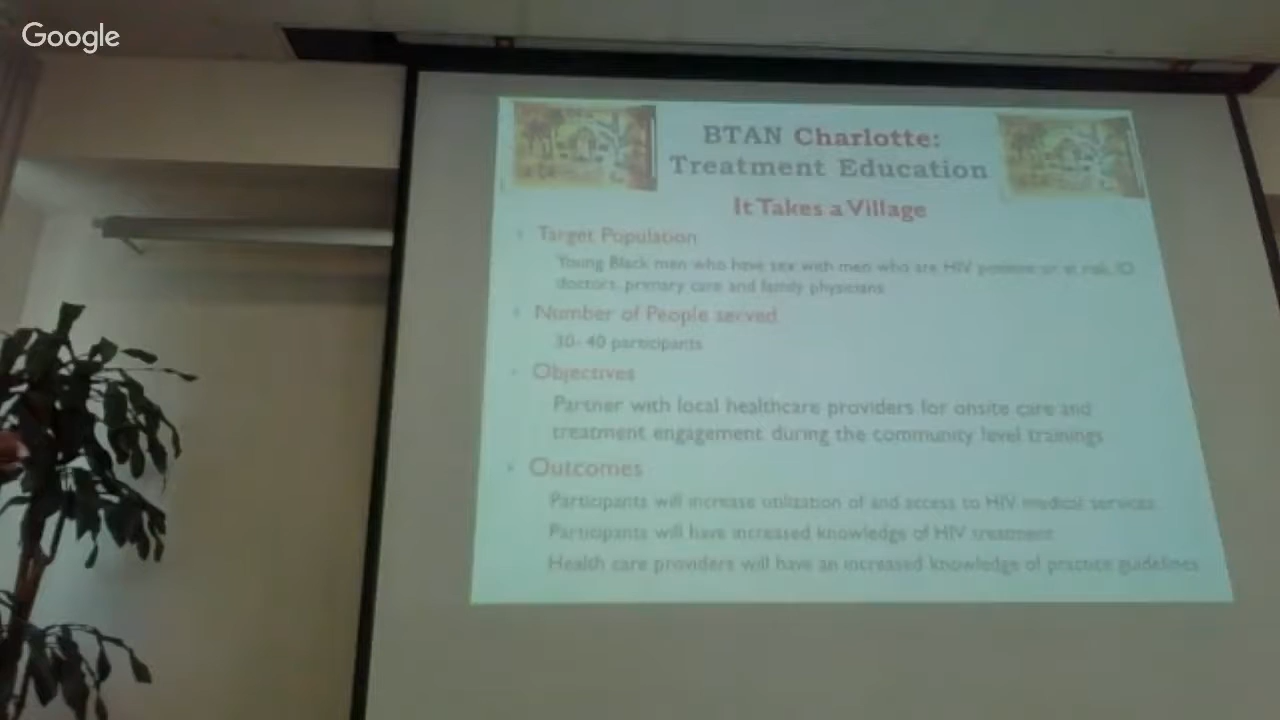 Google
BTAN Charlotte:
Treatment Education
It Takes a Village
Target Population
Young Black men who have sex with men who are HIV positive or at risk, ID
doctors, primary care and family physicians
Number of People served
30- 40 participants
Objectives
Partner with local healthcare providers for onsite care and
treatment engagement during the community level trainings
Outcomes
Participants will increase utilization of and access to HIV medical services
Participants will have increased knowledge of HIV treatment
Health care providers will have an increased knowledge of practice guidelines